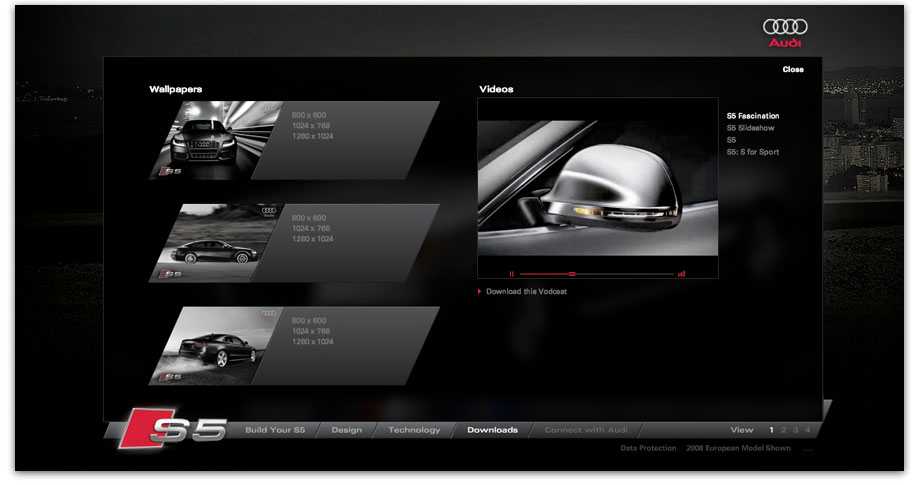 Audi
Close
Wallpapers
800 x 600
1024 x 768
1280 x 1024
S5
800 x 600
1024 x 768
1280 x 1024
S5
800 x 600
1024 x 768
1280 x 1024
S5
Videos
S5 Fascination
S5 Slideshow
S5
S5: S for Sport
Download this Vodcast
S5
Build Your S5
Design
Technology
Downloads
Connect with Audi
View 1 2 3 4
Data Protection 2008 European Model Shown